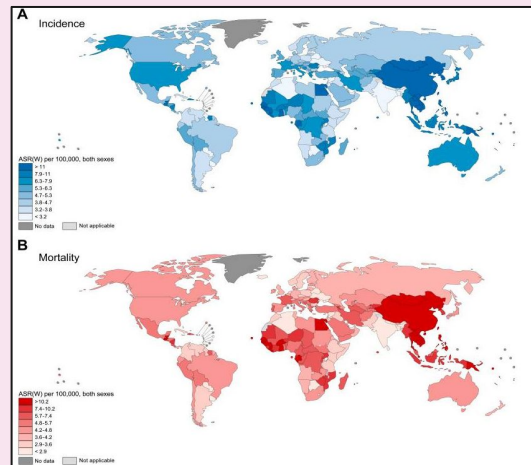 A
Incidence
ASR(W) per 100,000, both sexes
> 11
7.9-11
6.3-7.9
5.3-6.3
4.7-5.3
3.8-4.7
3.2-3.8
< 3.2
No data Not applicable
B
Mortality
ASR(W) per 100,000, both sexes
>10.2
7.4-10.2
5.7-7.4
4.8-5.7
4.2-4.8
3.6-4.2
2.9-3.6
< 2.9
No data Not applicable